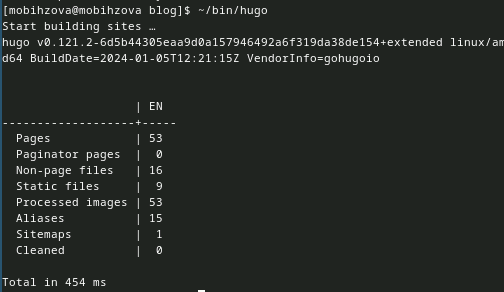 [mobihzova@mobihzova blog]$ ~/bin/hugo
Start building sites …
hugo v0.121.2-6d5b44305eaa9d0a157946492a6f319da38de154+extended linux/am
d64 BuildDate=2024-01-05T12:21:15Z VendorInfo=gohugoio
                   | EN
-------------------+-----
  Pages            | 53
  Paginator pages  |  0
  Non-page files   | 16
  Static files     |  9
  Processed images | 53
  Aliases          | 15
  Sitemaps         |  1
  Cleaned          |  0
Total in 454 ms